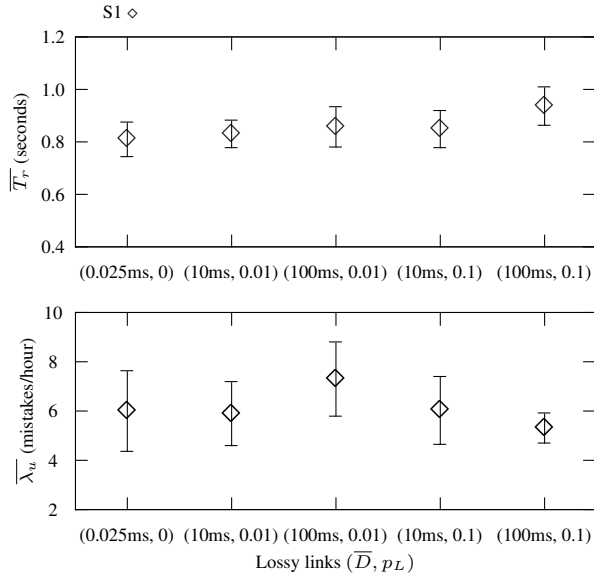 S1
1.2
1.0
0.8
0.6
0.4
T̅r (seconds)
(0.025ms, 0) (10ms, 0.01) (100ms, 0.01) (10ms, 0.1) (100ms, 0.1)
10
8
6
4
2
λ̅u (mistakes/hour)
(0.025ms, 0) (10ms, 0.01) (100ms, 0.01) (10ms, 0.1) (100ms, 0.1)
Lossy links (D̅, pL)